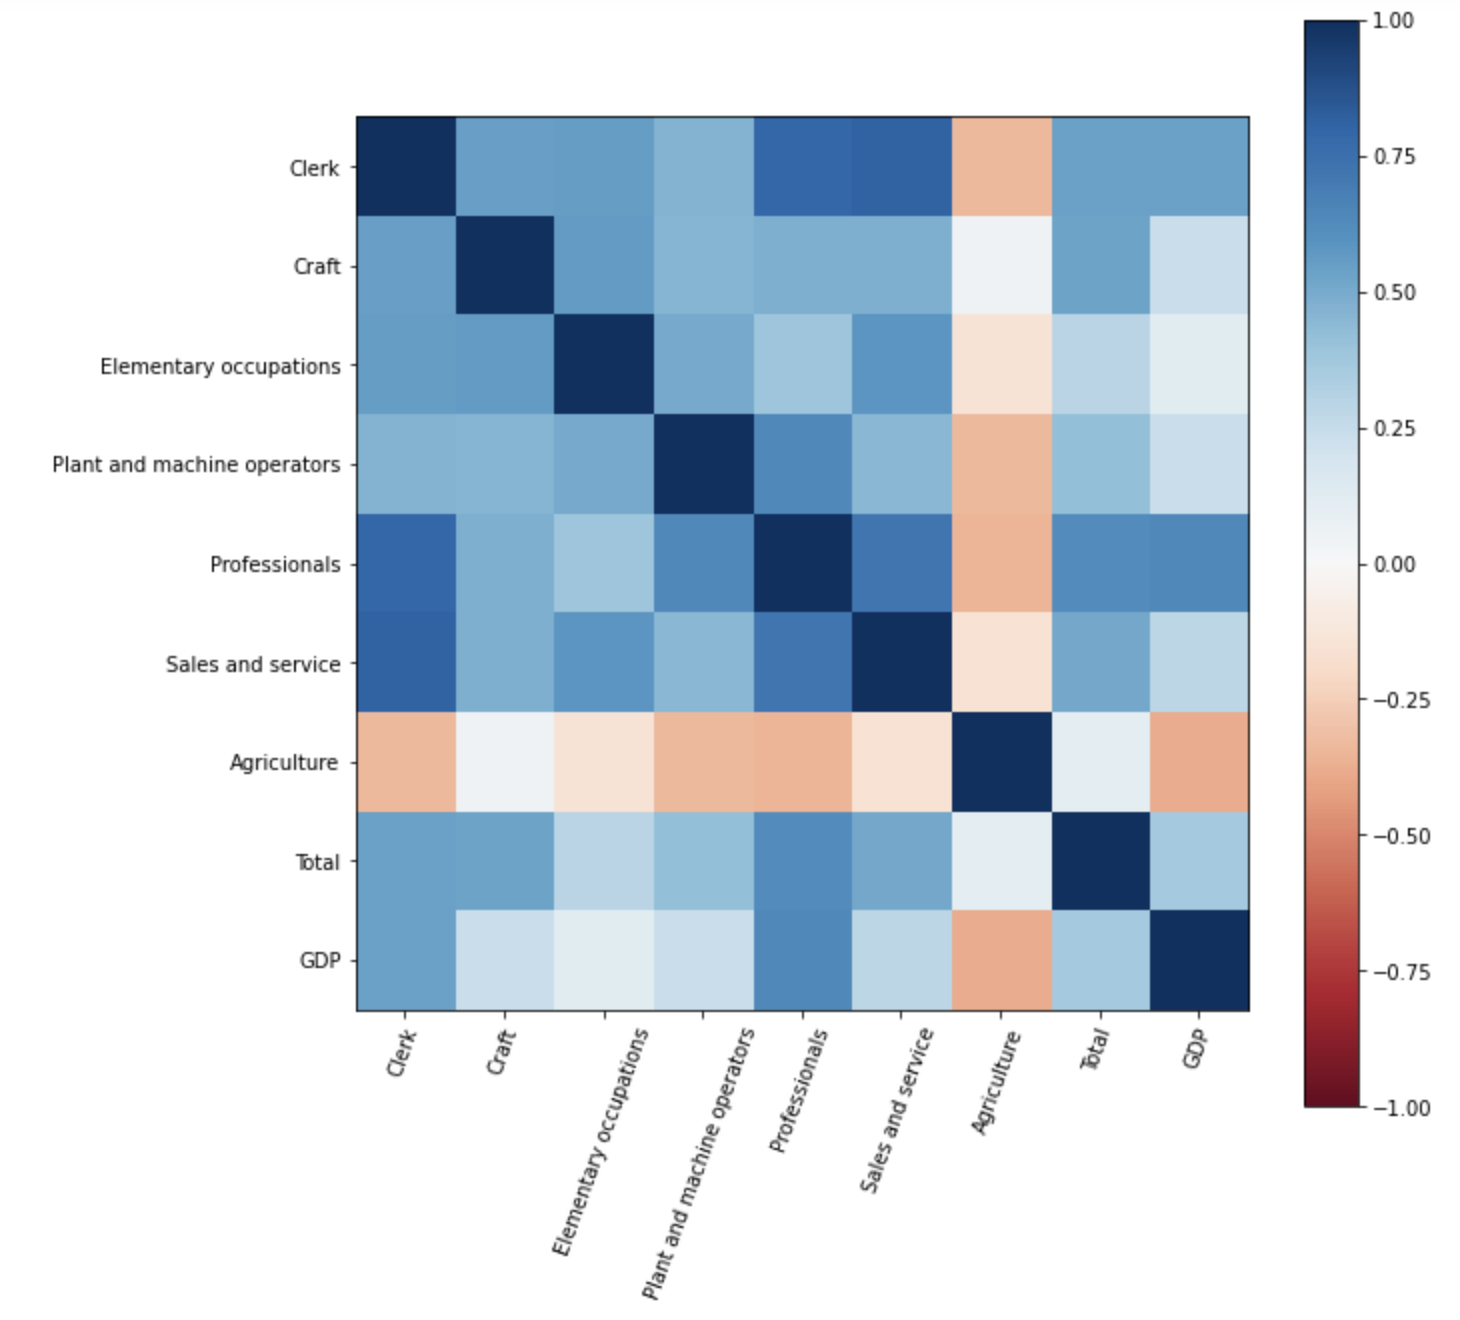 1.00
0.75
0.50
0.25
0.00
−0.25
−0.50
−0.75
−1.00
Clerk
Craft
Elementary occupations
Plant and machine operators
Professionals
Sales and service
Agriculture
Total
GDP
Clerk
Craft
Elementary occupations
Plant and machine operators
Professionals
Sales and service
Agriculture
Total
GDP